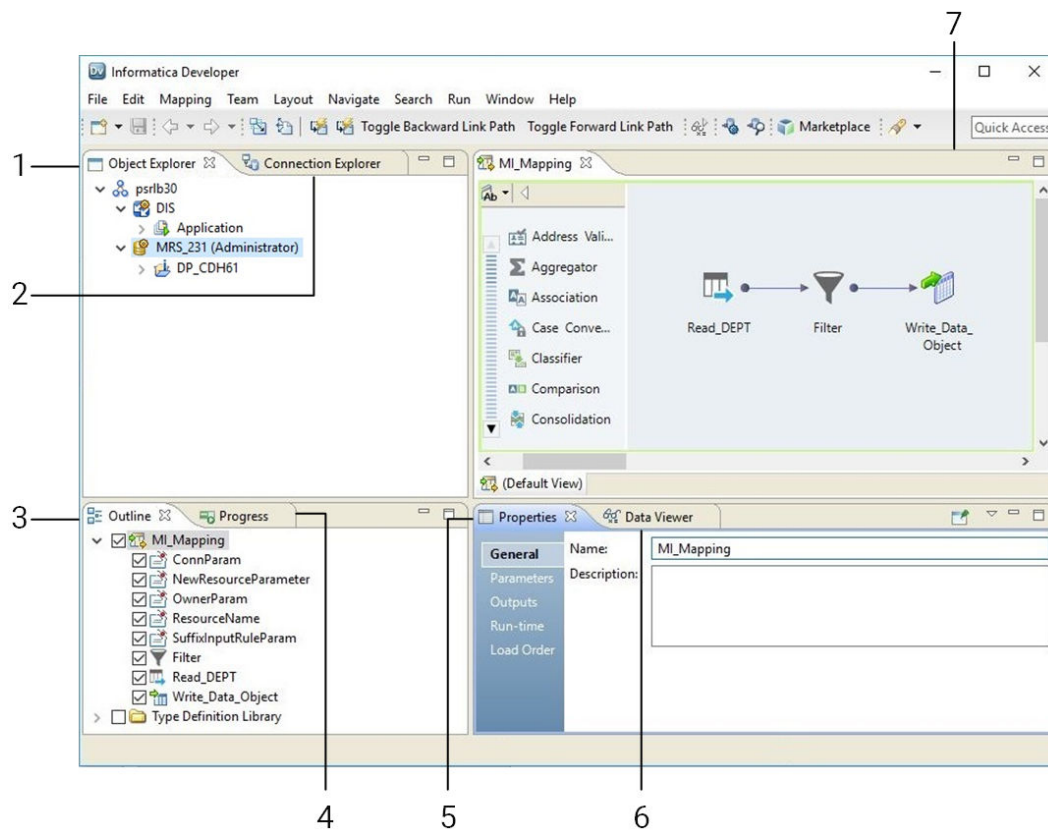 7
Informatica Developer
File Edit Mapping Team Layout Navigate Search Run Window Help
Toggle Backward Link Path Toggle Forward Link Path Marketplace Quick Access
1
Object Explorer
Connection Explorer
psrlb30
DIS
Application
MRS_231 (Administrator)
DP_CDH61
2
MI_Mapping
Ab
Address Vali...
Aggregator
Association
Case Conve...
Classifier
Comparison
Consolidation
Read_DEPT
Filter
Write_Data_
Object
(Default View)
3
Outline
Progress
MI_Mapping
ConnParam
NewResourceParameter
OwnerParam
ResourceName
SuffixInputRuleParam
Filter
Read_DEPT
Write_Data_Object
Type Definition Library
Properties
Data Viewer
General
Parameters
Outputs
Run-time
Load Order
Name: MI_Mapping
Description:
4
5
6